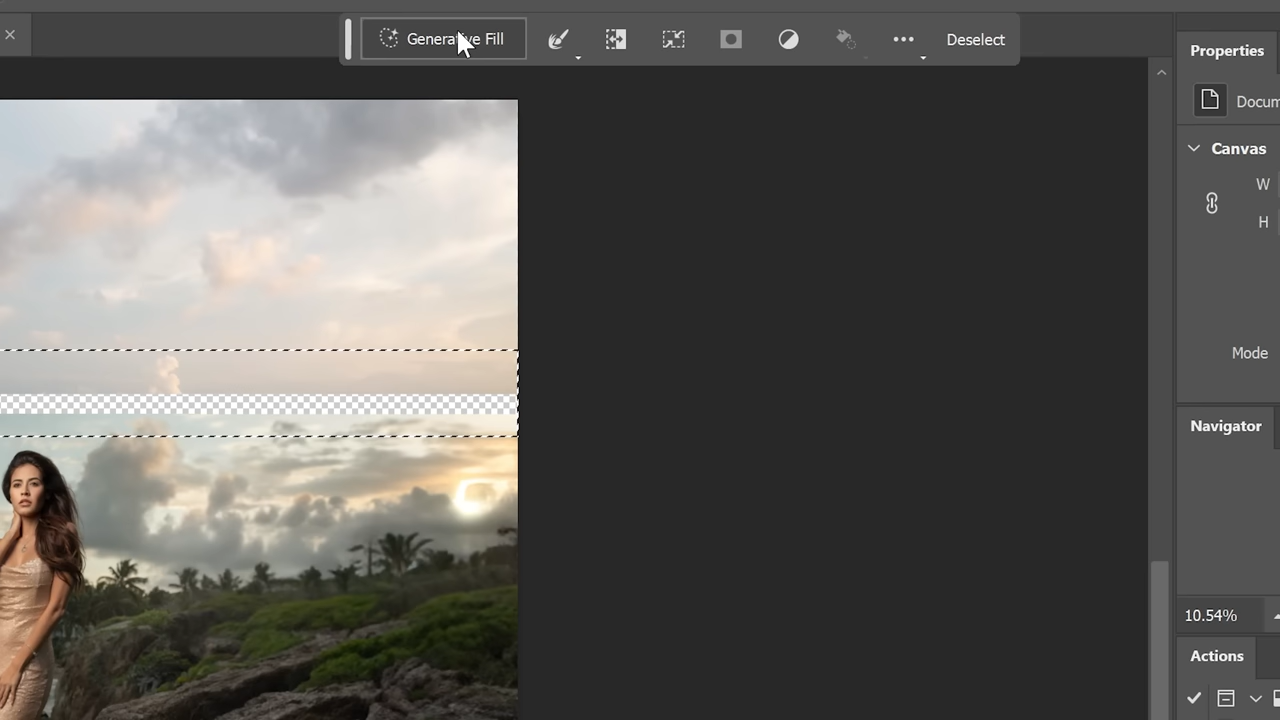 Generative Fill
Deselect
Properties
Docum
Canvas
W
H
Mode
Navigator
10.54%
Actions